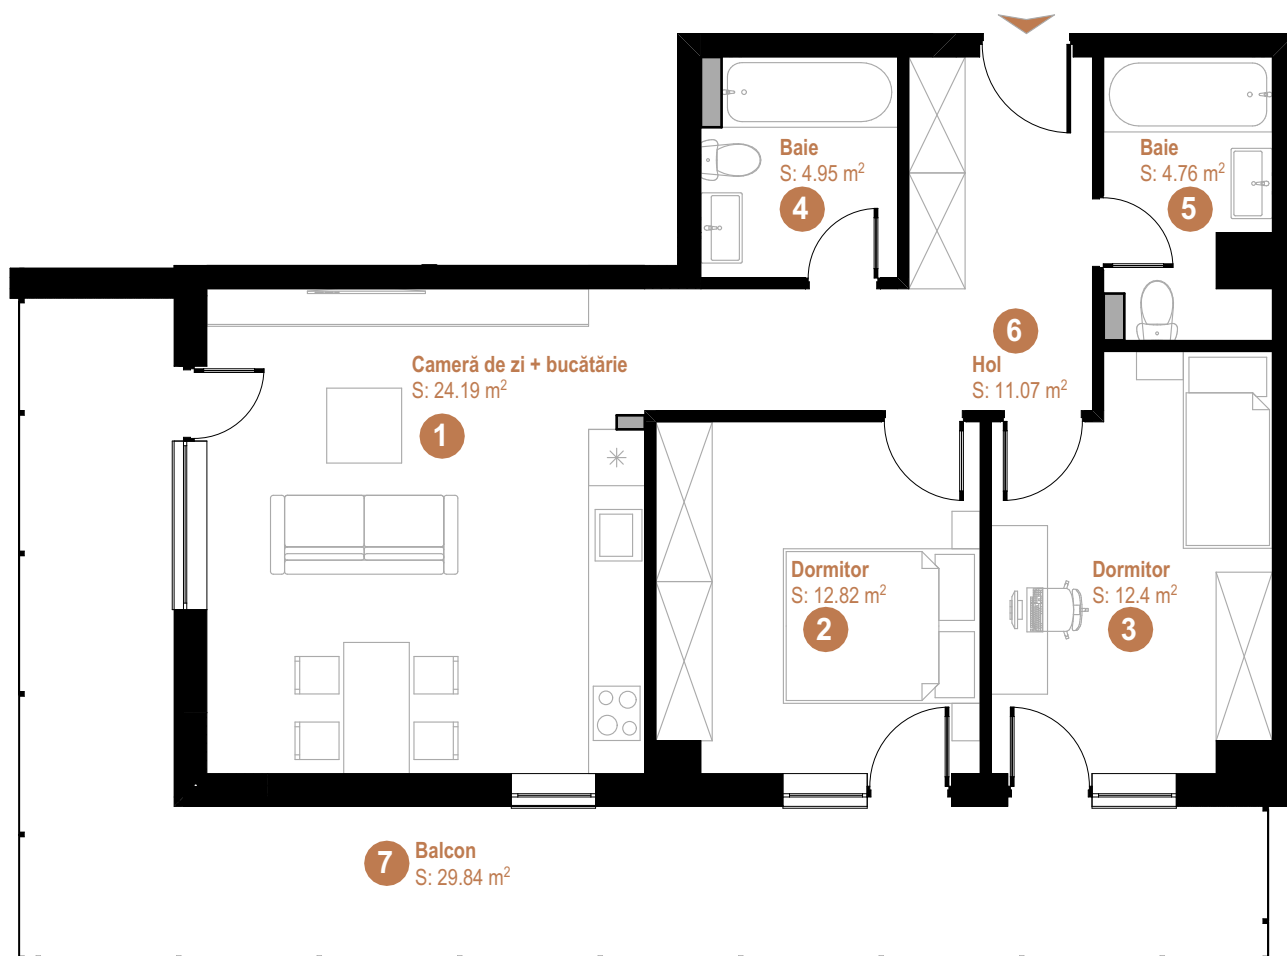 Baie
S: 4.95 m²
4
Baie
S: 4.76 m²
5
6
Hol
S: 11.07 m²
Cameră de zi + bucătărie
S: 24.19 m²
1
Dormitor
S: 12.82 m²
2
Dormitor
S: 12.4 m²
3
7
Balcon
S: 29.84 m²